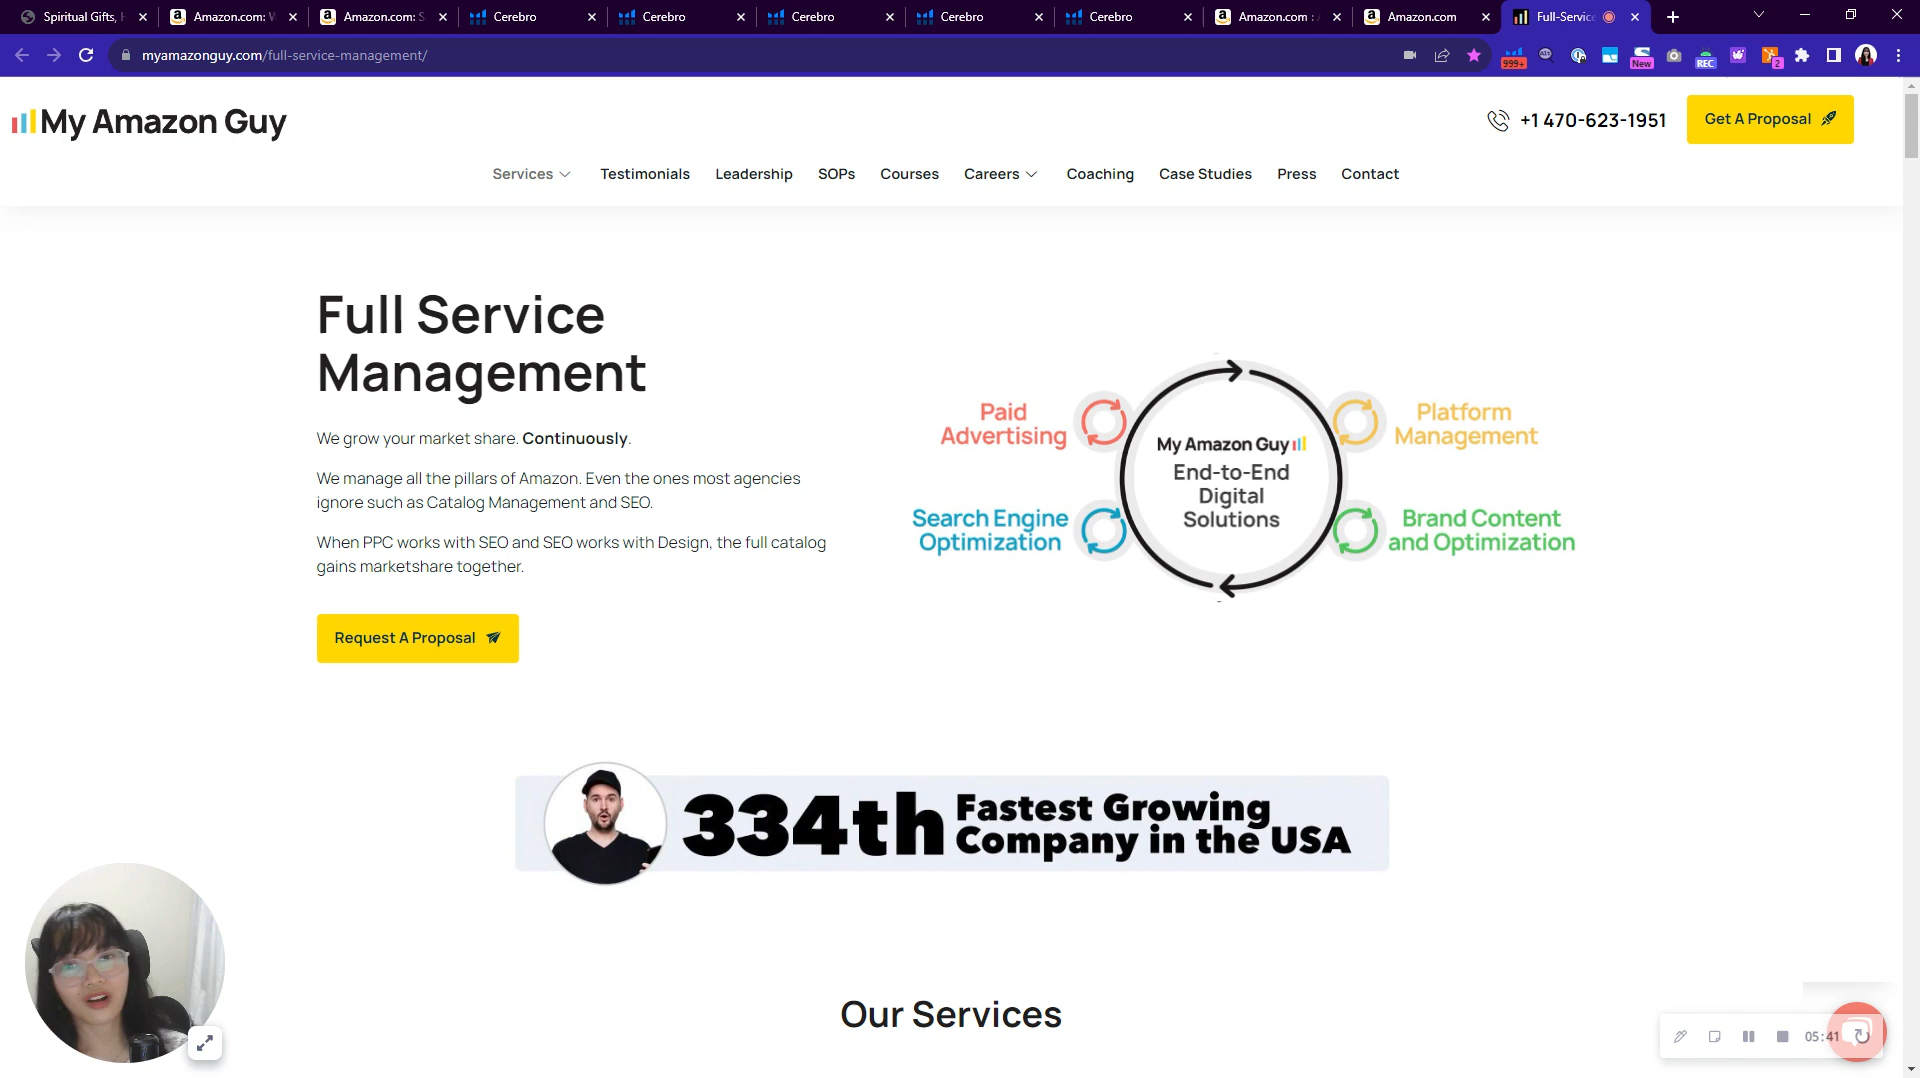 Spiritual Gifts, H
Amazon.com: W
Amazon.com: S
Cerebro
Cerebro
Cerebro
Cerebro
Cerebro
Amazon.com :
Amazon.com
Full-Servic
myamazonguy.com/full-service-management/
999+
New
REC
2
My Amazon Guy
+1 470-623-1951
Get A Proposal
Services
Testimonials
Leadership
SOPs
Courses
Careers
Coaching
Case Studies
Press
Contact
Full Service
Management
We grow your market share. Continuously.
We manage all the pillars of Amazon. Even the ones most agencies
ignore such as Catalog Management and SEO.
When PPC works with SEO and SEO works with Design, the full catalog
gains marketshare together.
Request A Proposal
Paid
Advertising
Search Engine
Optimization
My Amazon Guy
End-to-End
Digital
Solutions
Platform
Management
Brand Content
and Optimization
334th
Fastest Growing
Company in the USA
Our Services
05:41